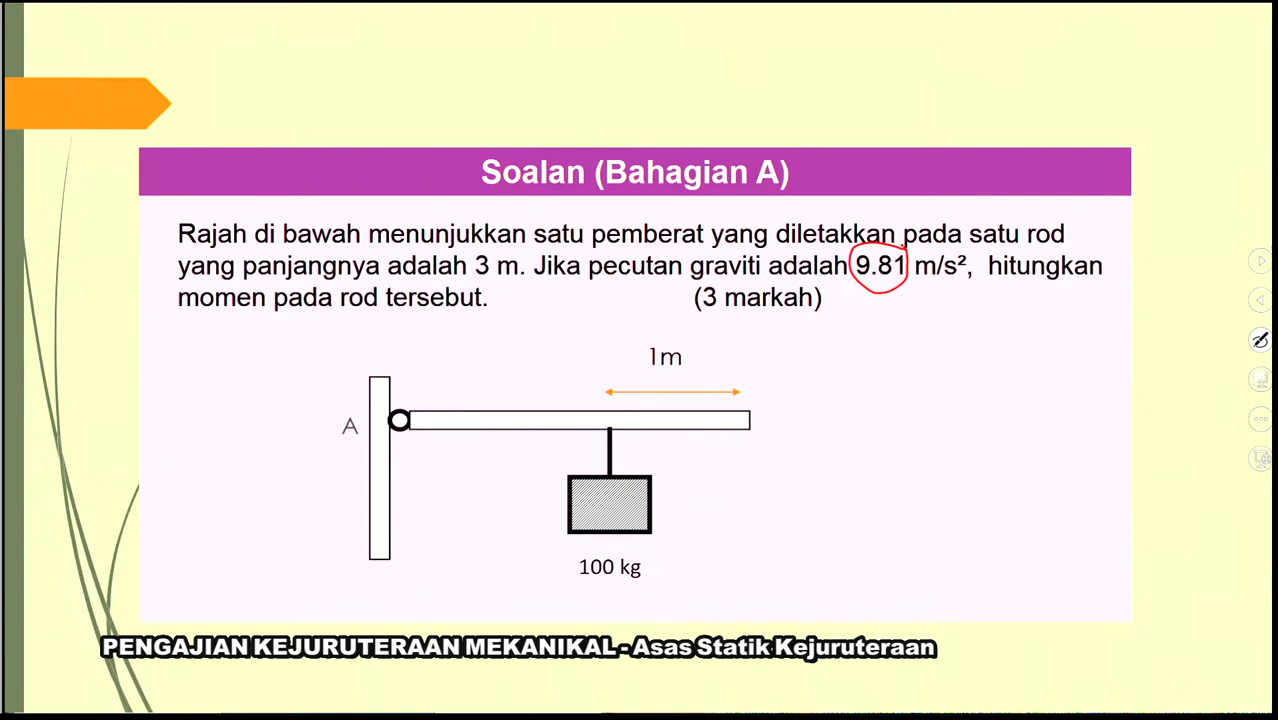 Soalan (Bahagian A)
Rajah di bawah menunjukkan satu pemberat yang diletakkan pada satu rod
yang panjangnya adalah 3 m. Jika pecutan graviti adalah 9.81 m/s², hitungkan
momen pada rod tersebut. (3 markah)
1m
A
100 kg
PENGAJIAN KEJURUTERAAN MEKANIKAL - Asas Statik Kejuruteraan